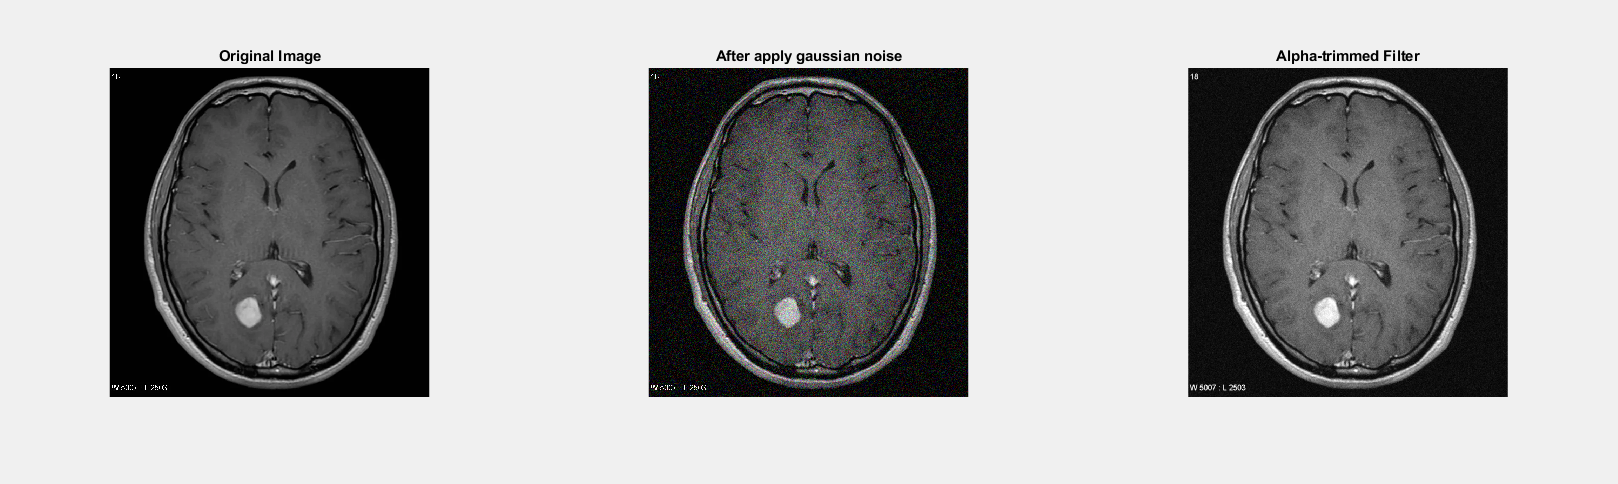 Original Image
After apply gaussian noise
Alpha-trimmed Filter
18
W 5007 : L 2503